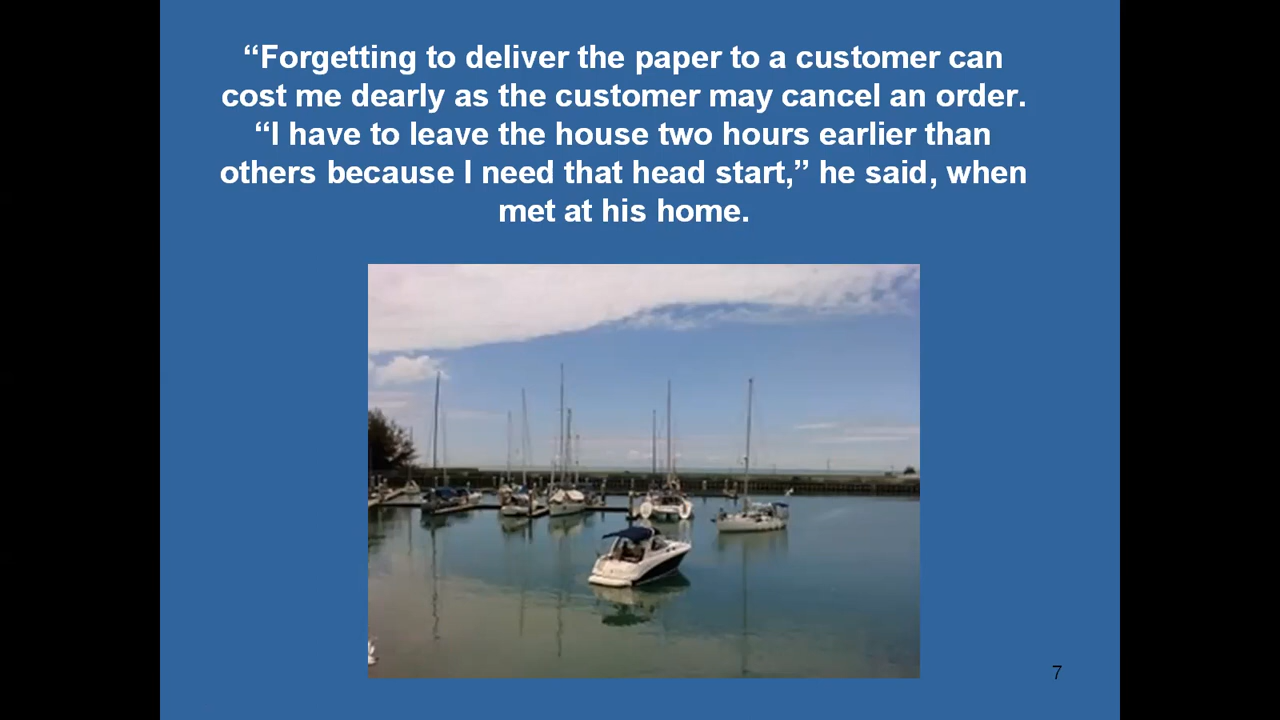 “Forgetting to deliver the paper to a customer can
cost me dearly as the customer may cancel an order.
“I have to leave the house two hours earlier than
others because I need that head start,” he said, when
met at his home.
7